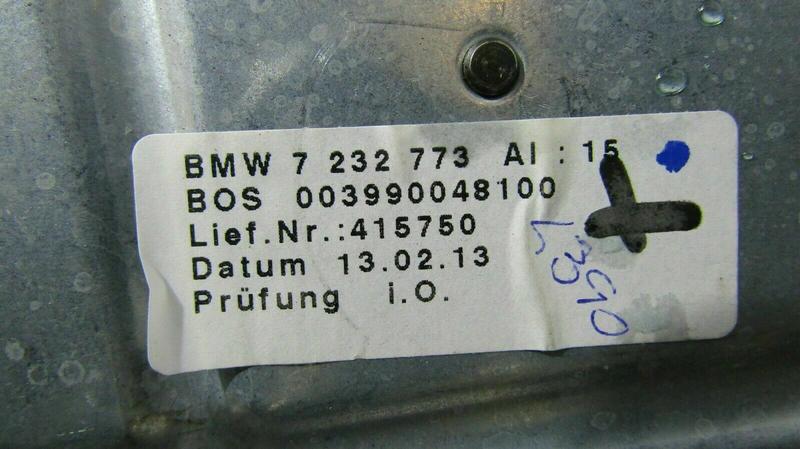 BMW 7 232 773 AI : 15
BOS 003990048100
Lief.Nr.:415750
Datum 13.02.13
Prüfung i.O.